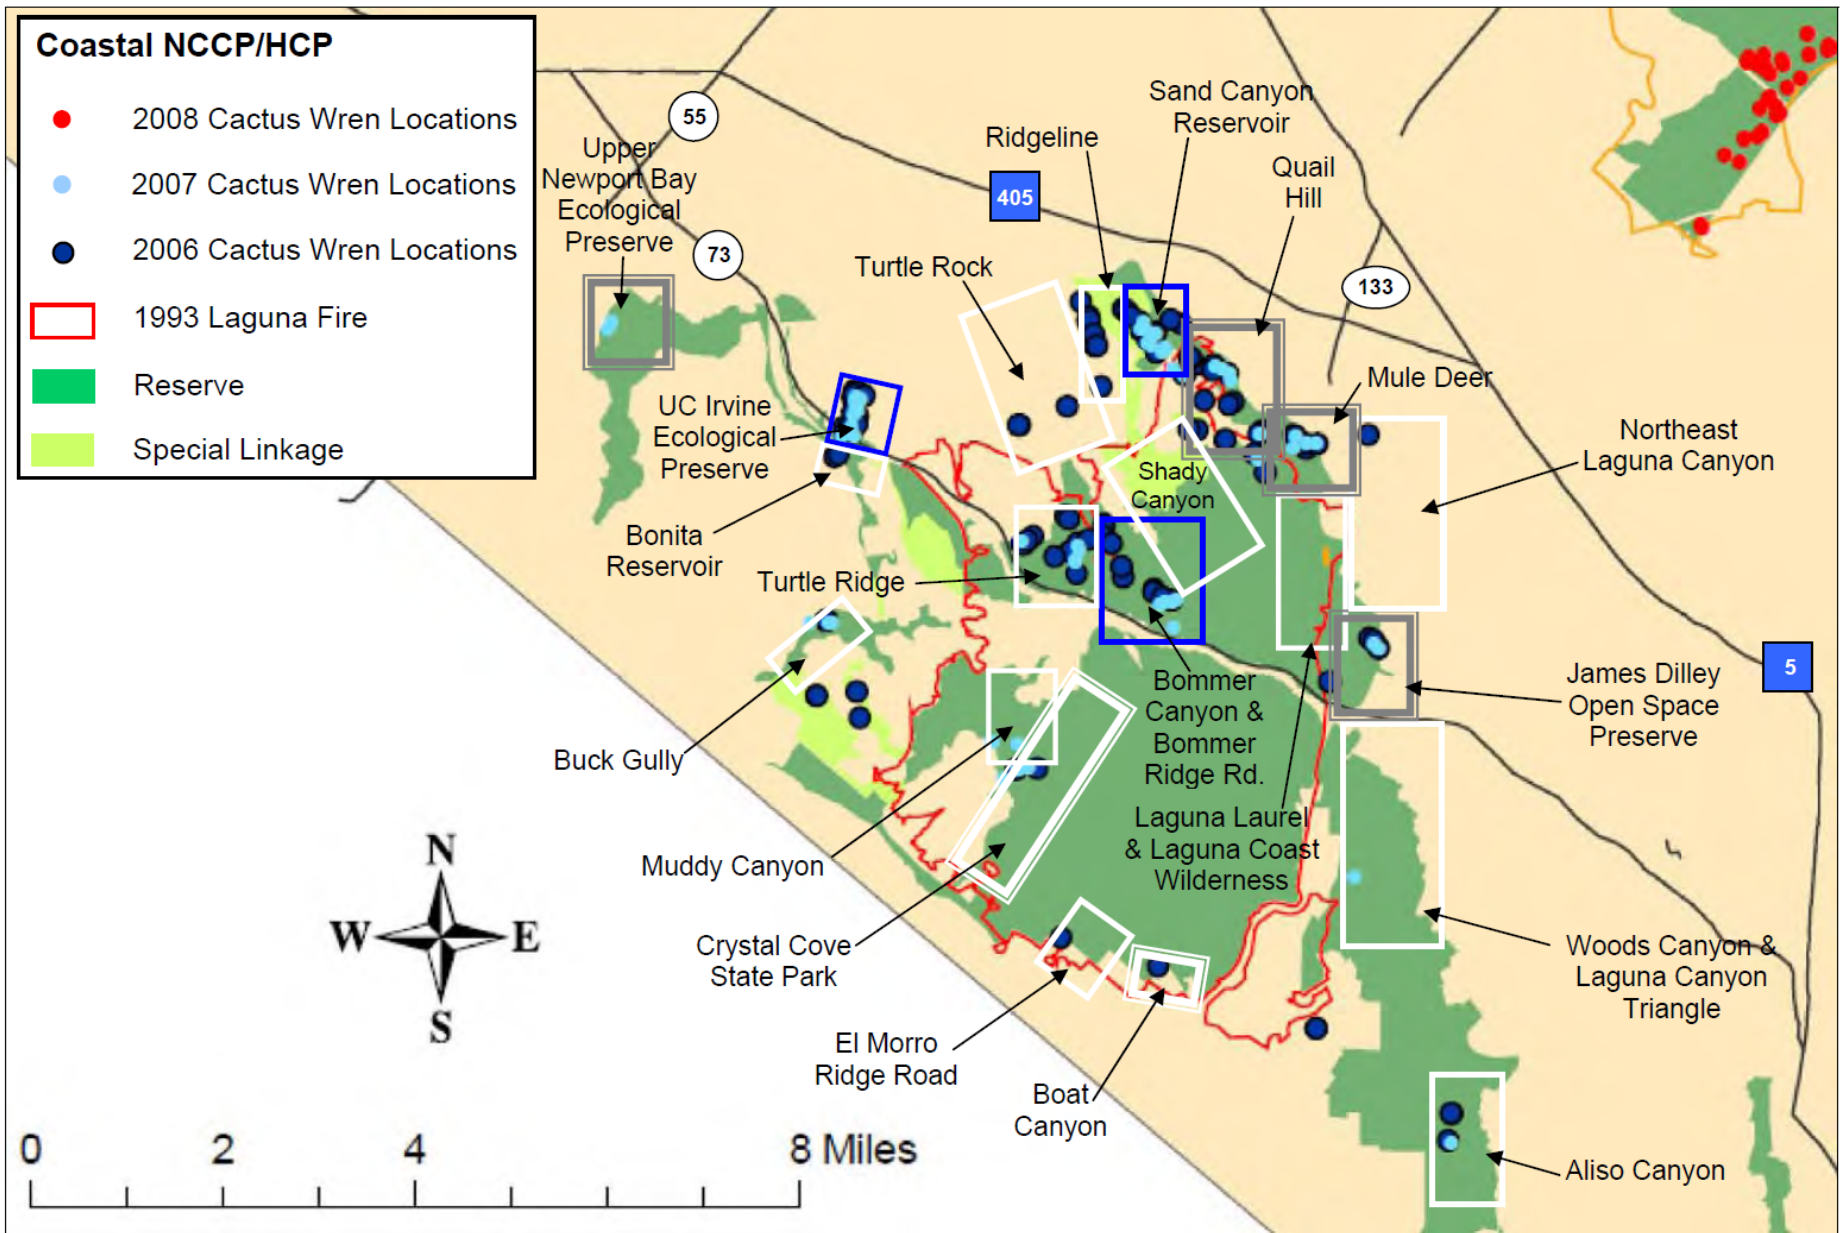 Coastal NCCP/HCP
2008 Cactus Wren Locations
2007 Cactus Wren Locations
2006 Cactus Wren Locations
1993 Laguna Fire
Reserve
Special Linkage
55
Upper
Newport Bay
Ecological
Preserve
73
405
Ridgeline
Sand Canyon
Reservoir
Quail
Hill
133
Turtle Rock
Mule Deer
UC Irvine
Ecological
Preserve
Northeast
Laguna Canyon
Shady
Canyon
Bonita
Reservoir
Turtle Ridge
5
James Dilley
Open Space
Preserve
Bommer
Canyon &
Bommer
Ridge Rd.
Buck Gully
Laguna Laurel
& Laguna Coast
Wilderness
Muddy Canyon
Crystal Cove
State Park
Woods Canyon &
Laguna Canyon
Triangle
El Morro
Ridge Road
Boat
Canyon
Aliso Canyon
N
W E
S
0 2 4 8 Miles